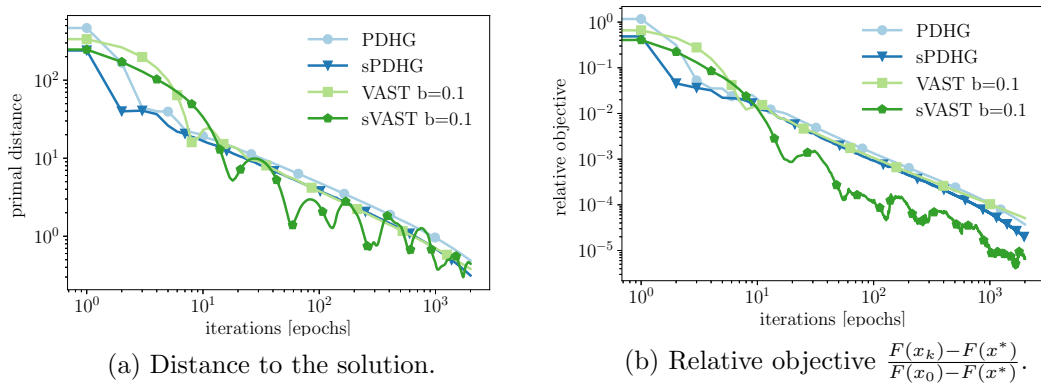 10^2
10^1
10^0
primal distance
PDHG
sPDHG
VAST b=0.1
sVAST b=0.1
10^0
10^1
10^2
10^3
iterations [epochs]
(a) Distance to the solution.
10^0
10^{-1}
10^{-2}
10^{-3}
10^{-4}
10^{-5}
relative objective
PDHG
sPDHG
VAST b=0.1
sVAST b=0.1
10^0
10^1
10^2
10^3
iterations [epochs]
(b) Relative objective \frac{F(x_k)-F(x^*)}{F(x_0)-F(x^*)}.